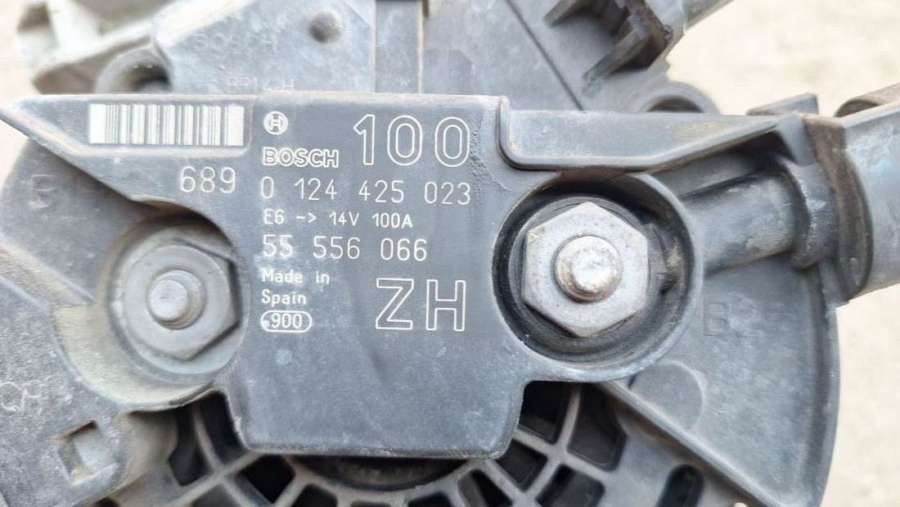 BOSCH 100
689 0 124 425 023
E6 -> 14V 100A
55 556 066
Made in
Spain
ZH
900